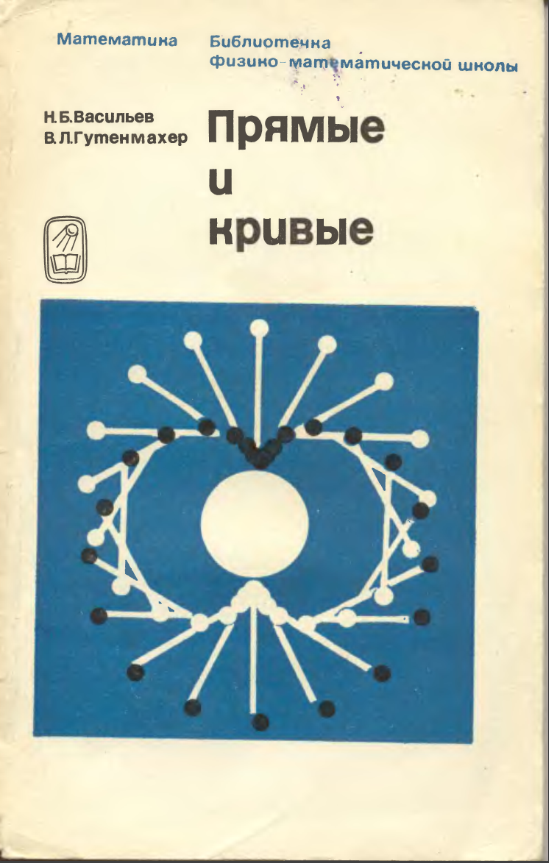 Математика
Библиотечка
физико-математической школы
Н.Б.Васильев
В.Л.Гутенмахер
Прямые
и
кривые